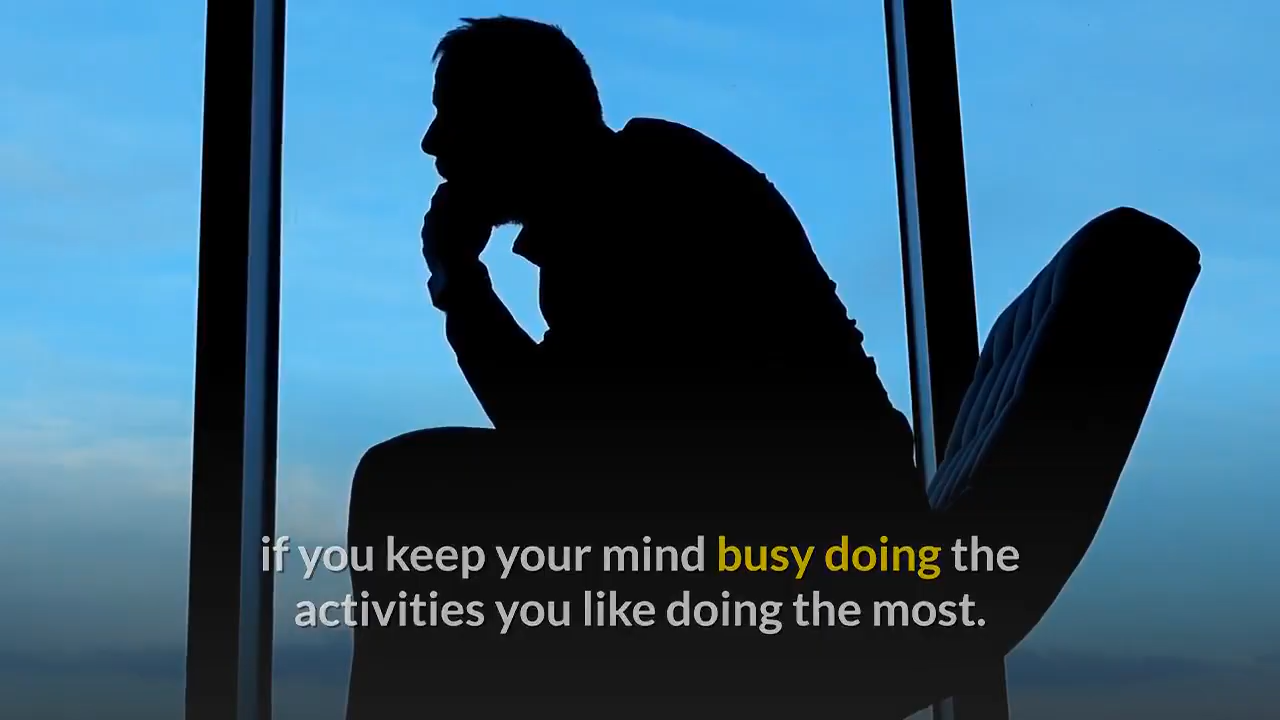 if you keep your mind busy doing the
activities you like doing the most.